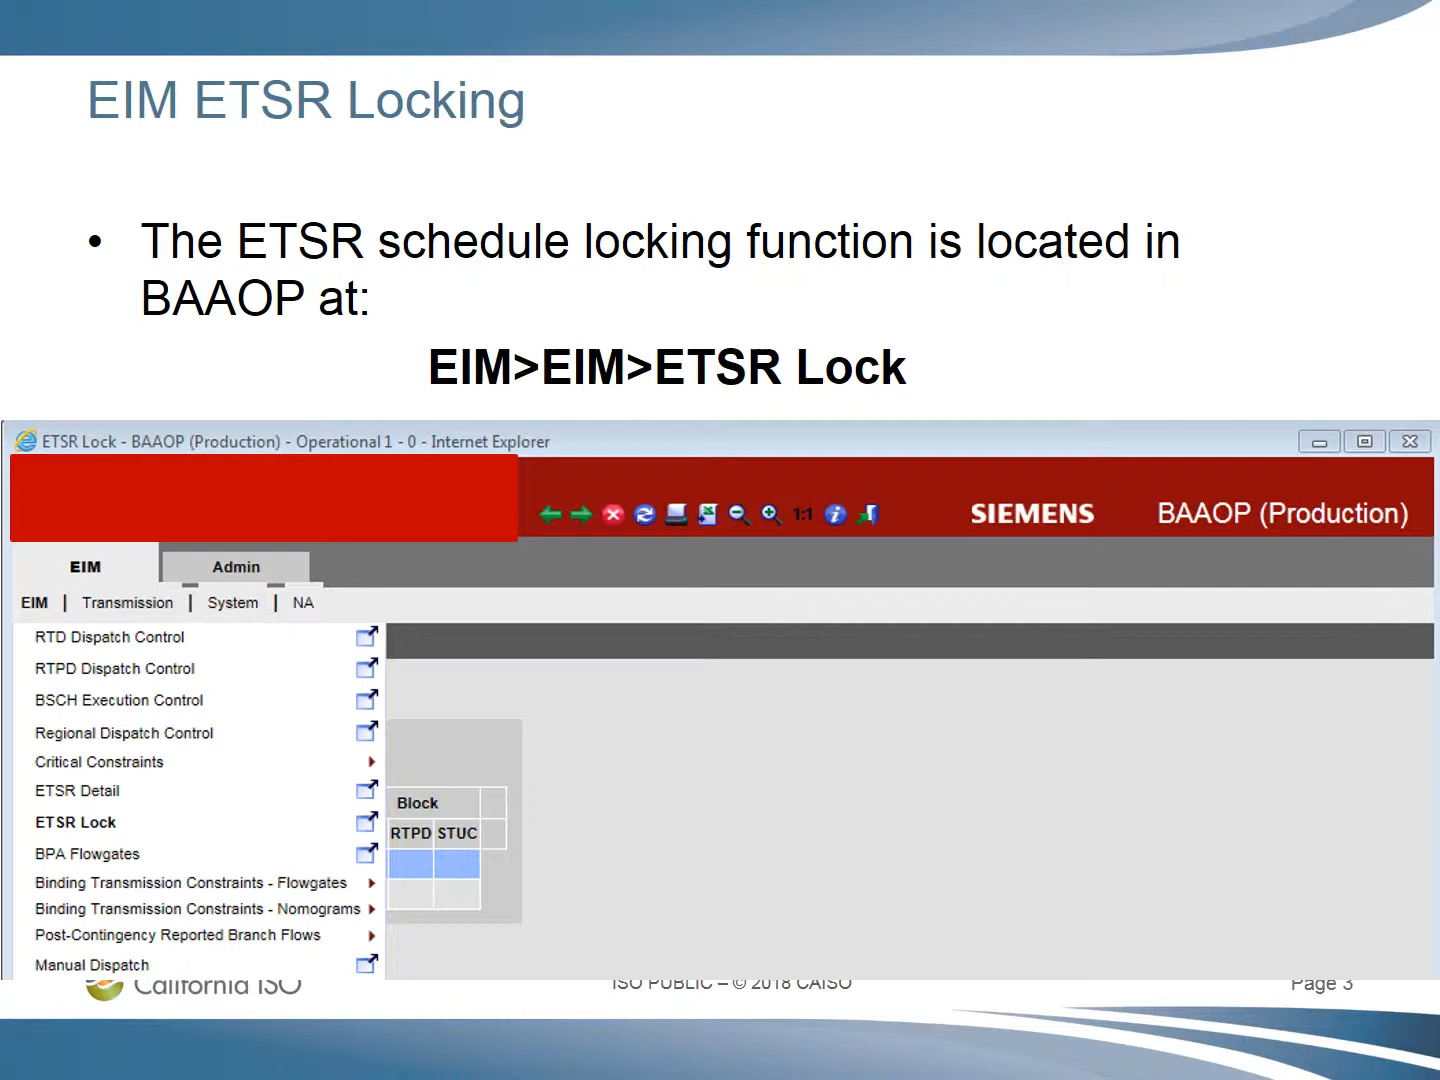 EIM ETSR Locking
• The ETSR schedule locking function is located in
BAAOP at:
EIM>EIM>ETSR Lock
ETSR Lock - BAAOP (Production) - Operational 1 - 0 - Internet Explorer
1:1
SIEMENS
BAAOP (Production)
EIM
Admin
EIM | Transmission | System | NA
RTD Dispatch Control
RTPD Dispatch Control
BSCH Execution Control
Regional Dispatch Control
Critical Constraints
ETSR Detail
Block
ETSR Lock
RTPD STUC
BPA Flowgates
Binding Transmission Constraints - Flowgates
Binding Transmission Constraints - Nomograms
Post-Contingency Reported Branch Flows
Manual Dispatch
California ISO
ISO PUBLIC – © 2018 CAISO
Page 3